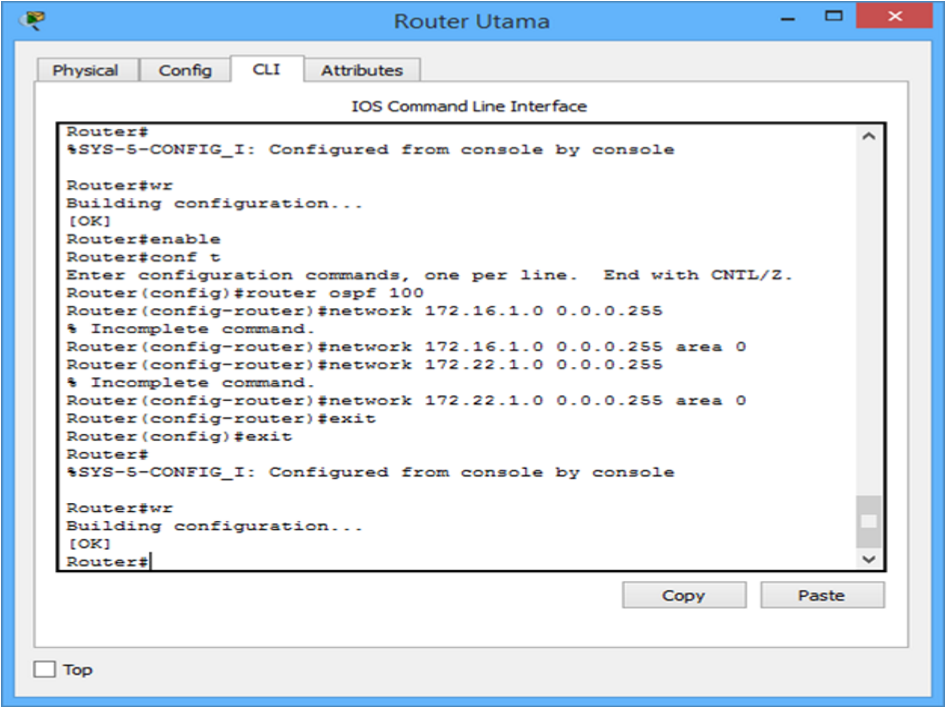 Router Utama
Physical
Config
CLI
Attributes
IOS Command Line Interface
Router#
%SYS-5-CONFIG_I: Configured from console by console
Router#wr
Building configuration...
[OK]
Router#enable
Router#conf t
Enter configuration commands, one per line.  End with CNTL/Z.
Router(config)#router ospf 100
Router(config-router)#network 172.16.1.0 0.0.0.255
% Incomplete command.
Router(config-router)#network 172.16.1.0 0.0.0.255 area 0
Router(config-router)#network 172.22.1.0 0.0.0.255
% Incomplete command.
Router(config-router)#network 172.22.1.0 0.0.0.255 area 0
Router(config-router)#exit
Router(config)#exit
Router#
%SYS-5-CONFIG_I: Configured from console by console
Router#wr
Building configuration...
[OK]
Router#
Copy
Paste
Top